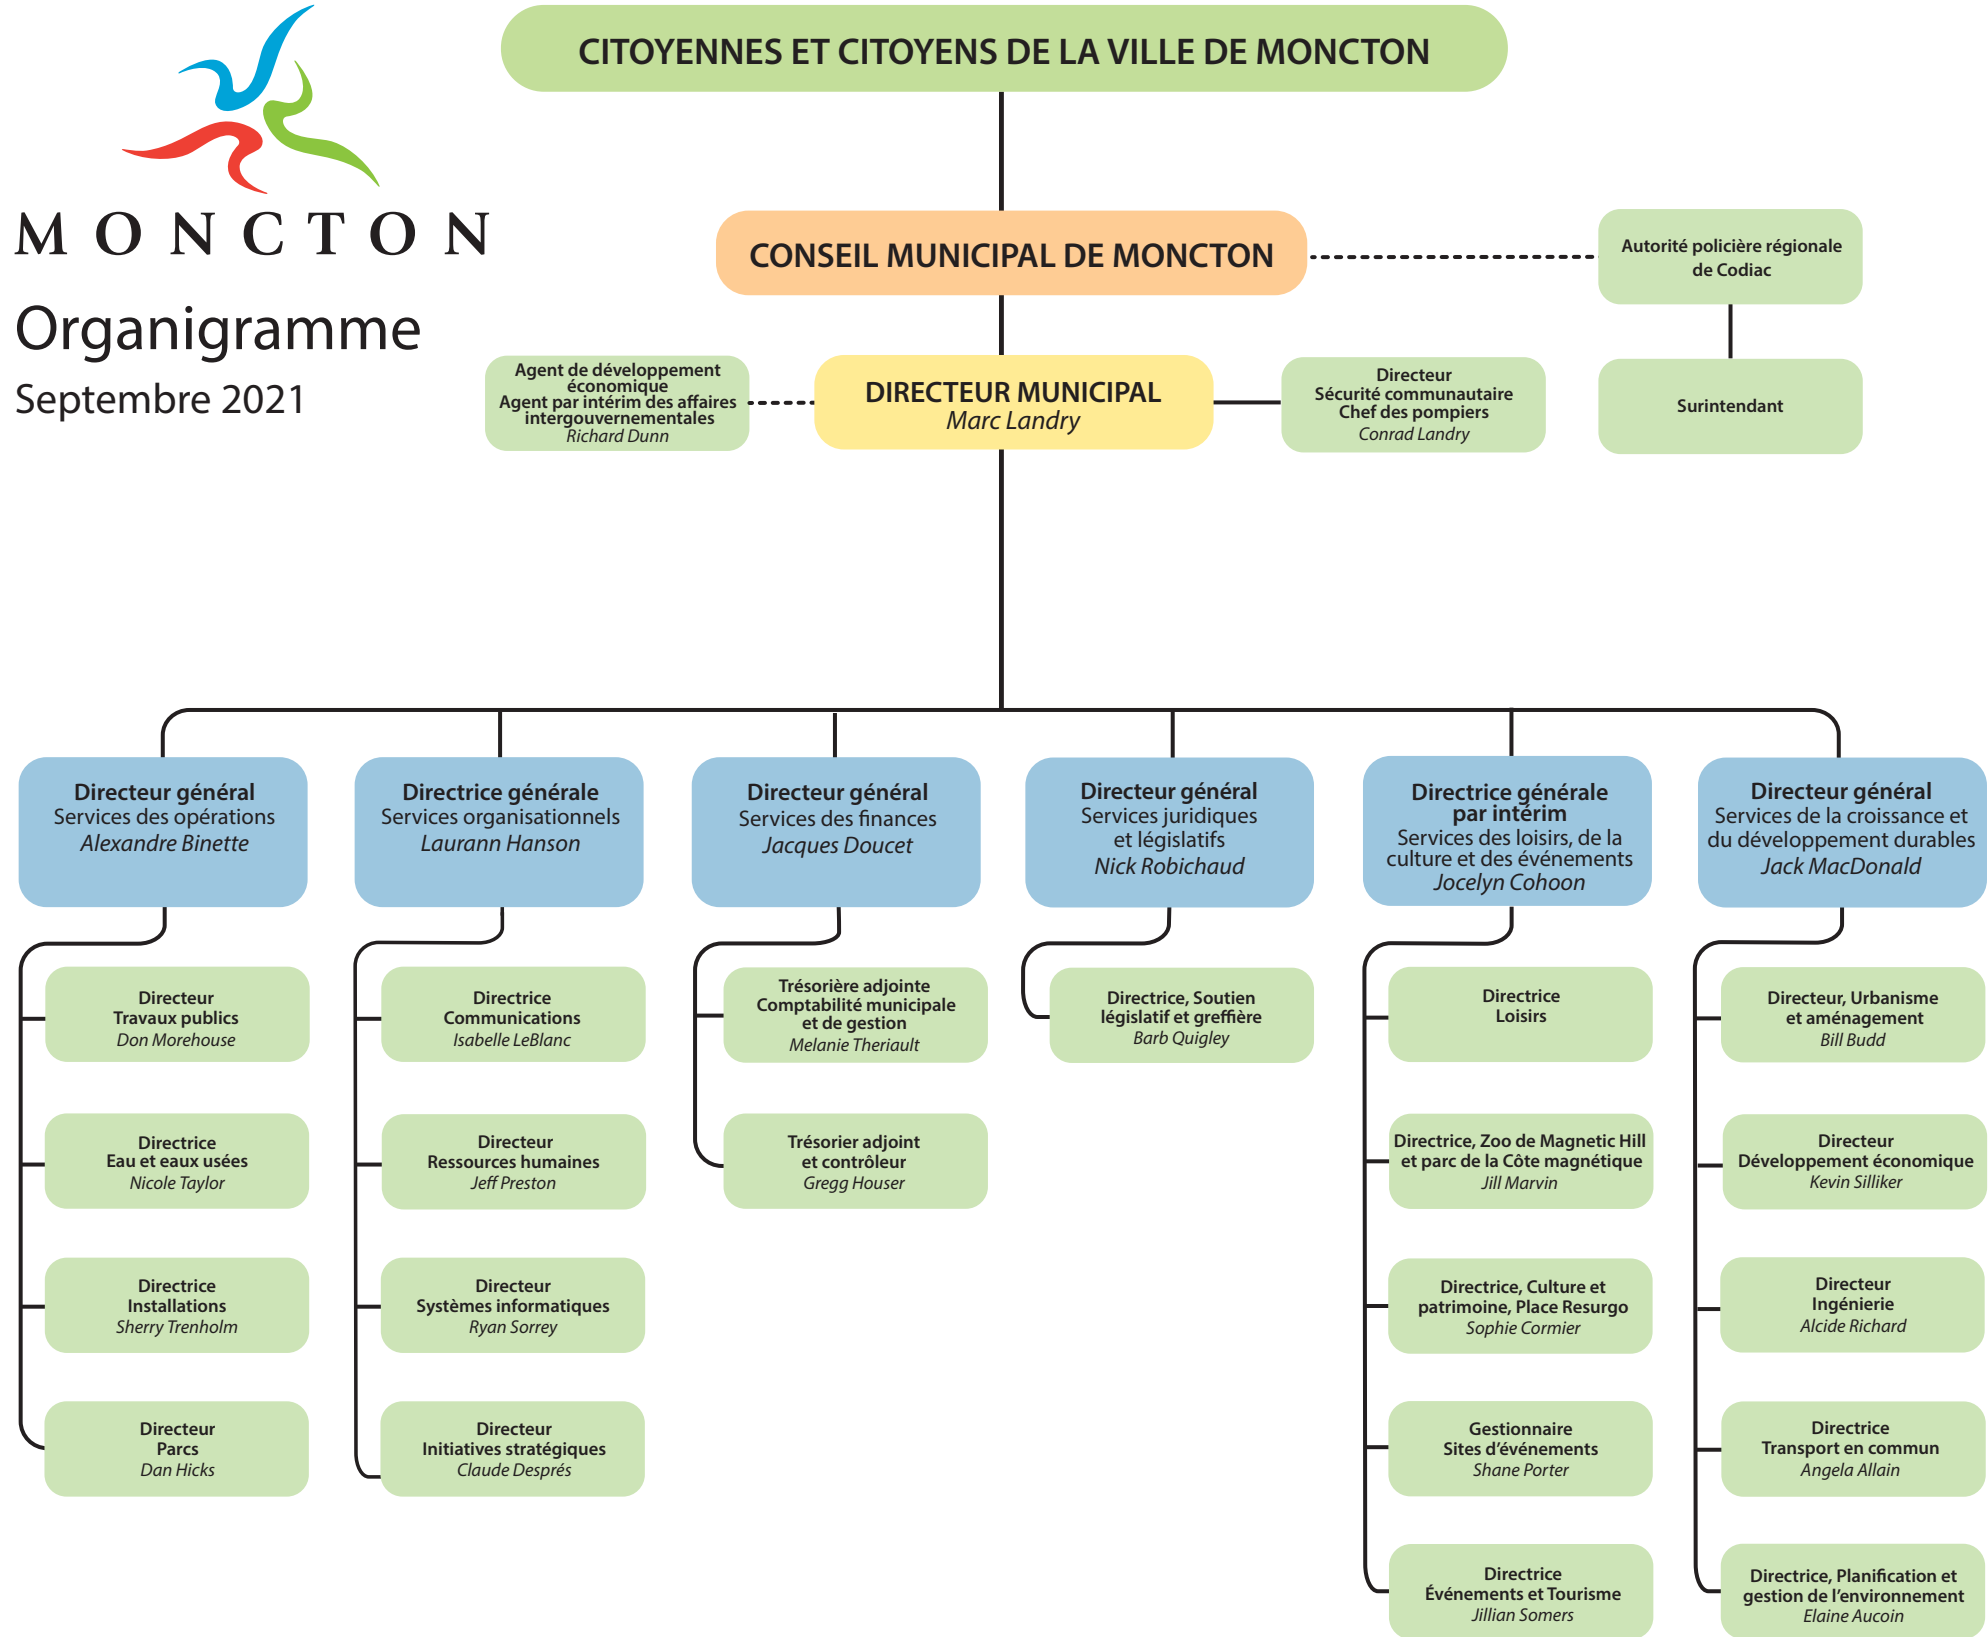 MONCTON
Organigramme
Septembre 2021
CITOYENNES ET CITOYENS DE LA VILLE DE MONCTON
CONSEIL MUNICIPAL DE MONCTON
Autorité policière régionale
de Codiac
Agent de développement
économique
Agent par intérim des affaires
intergouvernementales
Richard Dunn
DIRECTEUR MUNICIPAL
Marc Landry
Directeur
Sécurité communautaire
Chef des pompiers
Conrad Landry
Surintendant
Directeur général
Services des opérations
Alexandre Binette
Directrice générale
Services organisationnels
Laurann Hanson
Directeur général
Services des finances
Jacques Doucet
Directeur général
Services juridiques
et législatifs
Nick Robichaud
Directrice générale
par intérim
Services des loisirs, de la
culture et des événements
Jocelyn Cohoon
Directeur général
Services de la croissance et
du développement durables
Jack MacDonald
Directeur
Travaux publics
Don Morehouse
Directrice
Eau et eaux usées
Nicole Taylor
Directrice
Installations
Sherry Trenholm
Directeur
Parcs
Dan Hicks
Directrice
Communications
Isabelle LeBlanc
Directeur
Ressources humaines
Jeff Preston
Directeur
Systèmes informatiques
Ryan Sorrey
Directeur
Initiatives stratégiques
Claude Després
Trésorière adjointe
Comptabilité municipale
et de gestion
Melanie Theriault
Trésorier adjoint
et contrôleur
Gregg Houser
Directrice, Soutien
législatif et greffière
Barb Quigley
Directrice
Loisirs
Directrice, Zoo de Magnetic Hill
et parc de la Côte magnétique
Jill Marvin
Directrice, Culture et
patrimoine, Place Resurgo
Sophie Cormier
Gestionnaire
Sites d'événements
Shane Porter
Directrice
Événements et Tourisme
Jillian Somers
Directeur, Urbanisme
et aménagement
Bill Budd
Directeur
Développement économique
Kevin Silliker
Directeur
Ingénierie
Alcide Richard
Directrice
Transport en commun
Angela Allain
Directrice, Planification et
gestion de l'environnement
Elaine Aucoin